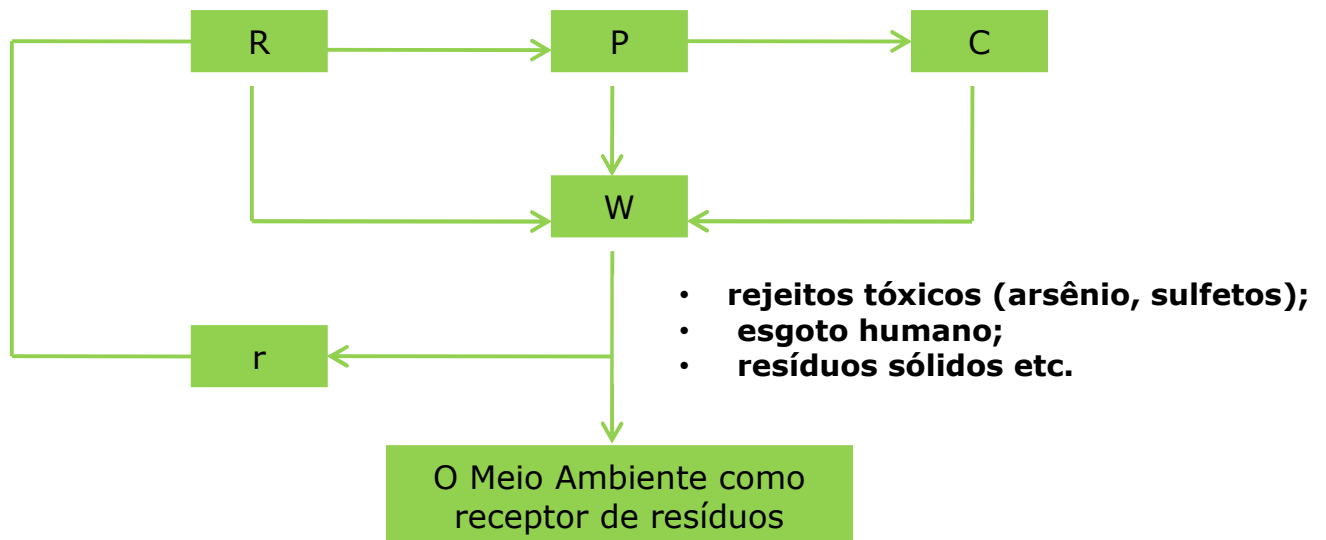 R
P
C
W
• rejeitos tóxicos (arsênio, sulfetos);
• esgoto humano;
• resíduos sólidos etc.
r
O Meio Ambiente como
receptor de resíduos